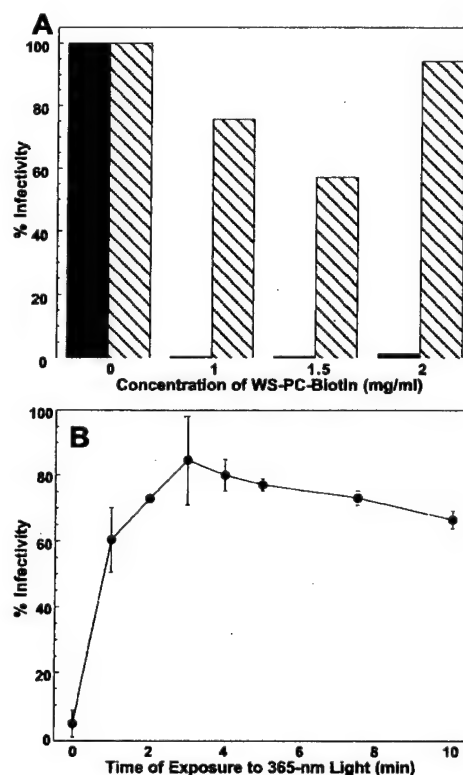 A
% Infectivity
100
80
60
40
20
0
0 1 1.5 2
Concentration of WS-PC-Biotin (mg/ml)
B
% Infectivity
100
80
60
40
20
0
0 2 4 6 8 10
Time of Exposure to 365-nm Light (min)